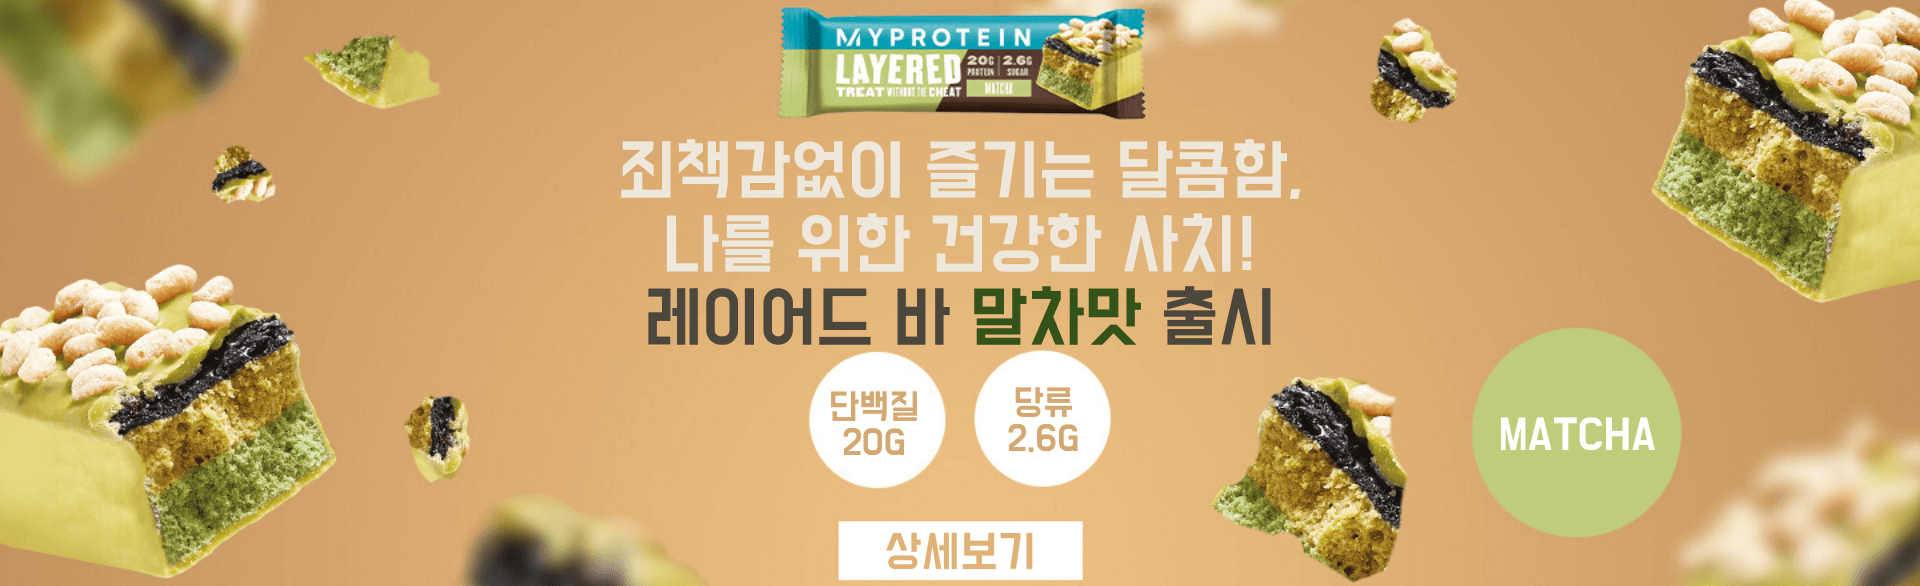 MYPROTEIN
LAYERED
20G PROTEIN 2.6G SUGAR
TREAT WITHOUT THE CHEAT
MATCHA
죄책감없이 즐기는 달콤함,
나를 위한 건강한 사치!
레이어드 바 말차맛 출시
단백질
20G
당류
2.6G
MATCHA
상세보기